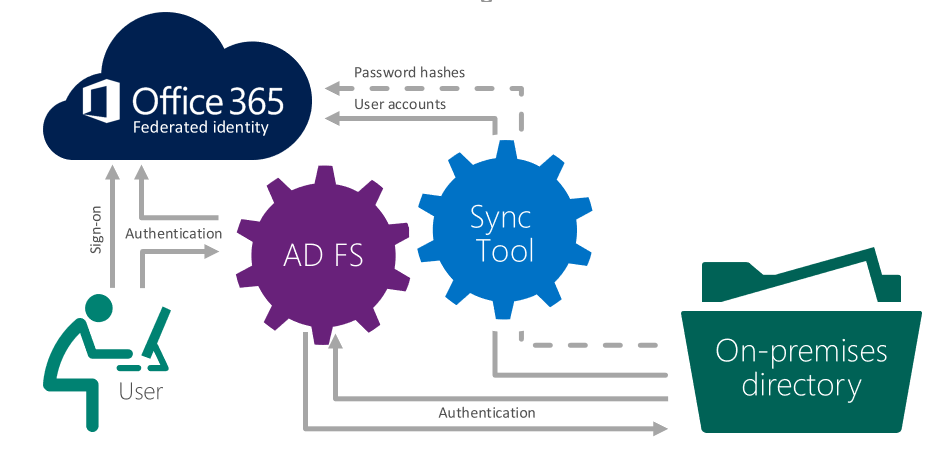 Password hashes
User accounts
Office 365
Federated identity
Sign-on
Authentication
AD FS
Sync
Tool
User
On-premises
directory
Authentication